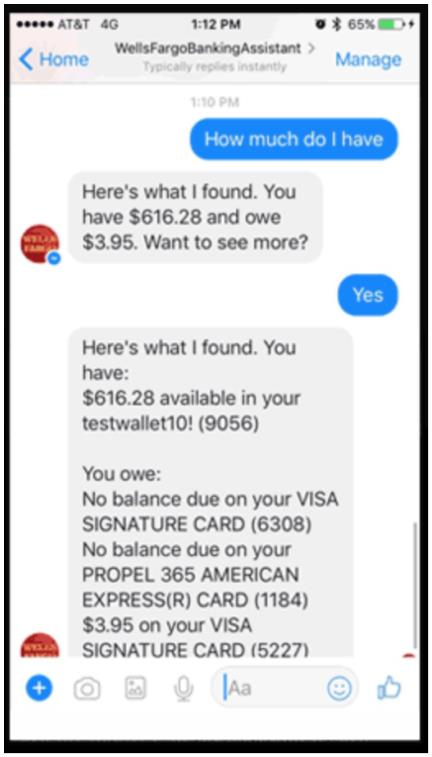 AT&T 4G 1:12 PM 65%
Home WellsFargoBankingAssistant > Manage
Typically replies instantly
1:10 PM
How much do I have
Here's what I found. You
have $616.28 and owe
$3.95. Want to see more?
WELLS
FARGO
Yes
Here's what I found. You
have:
$616.28 available in your
testwallet10! (9056)
You owe:
No balance due on your VISA
SIGNATURE CARD (6308)
No balance due on your
PROPEL 365 AMERICAN
EXPRESS(R) CARD (1184)
$3.95 on your VISA
SIGNATURE CARD (5227)
WELLS
Aa